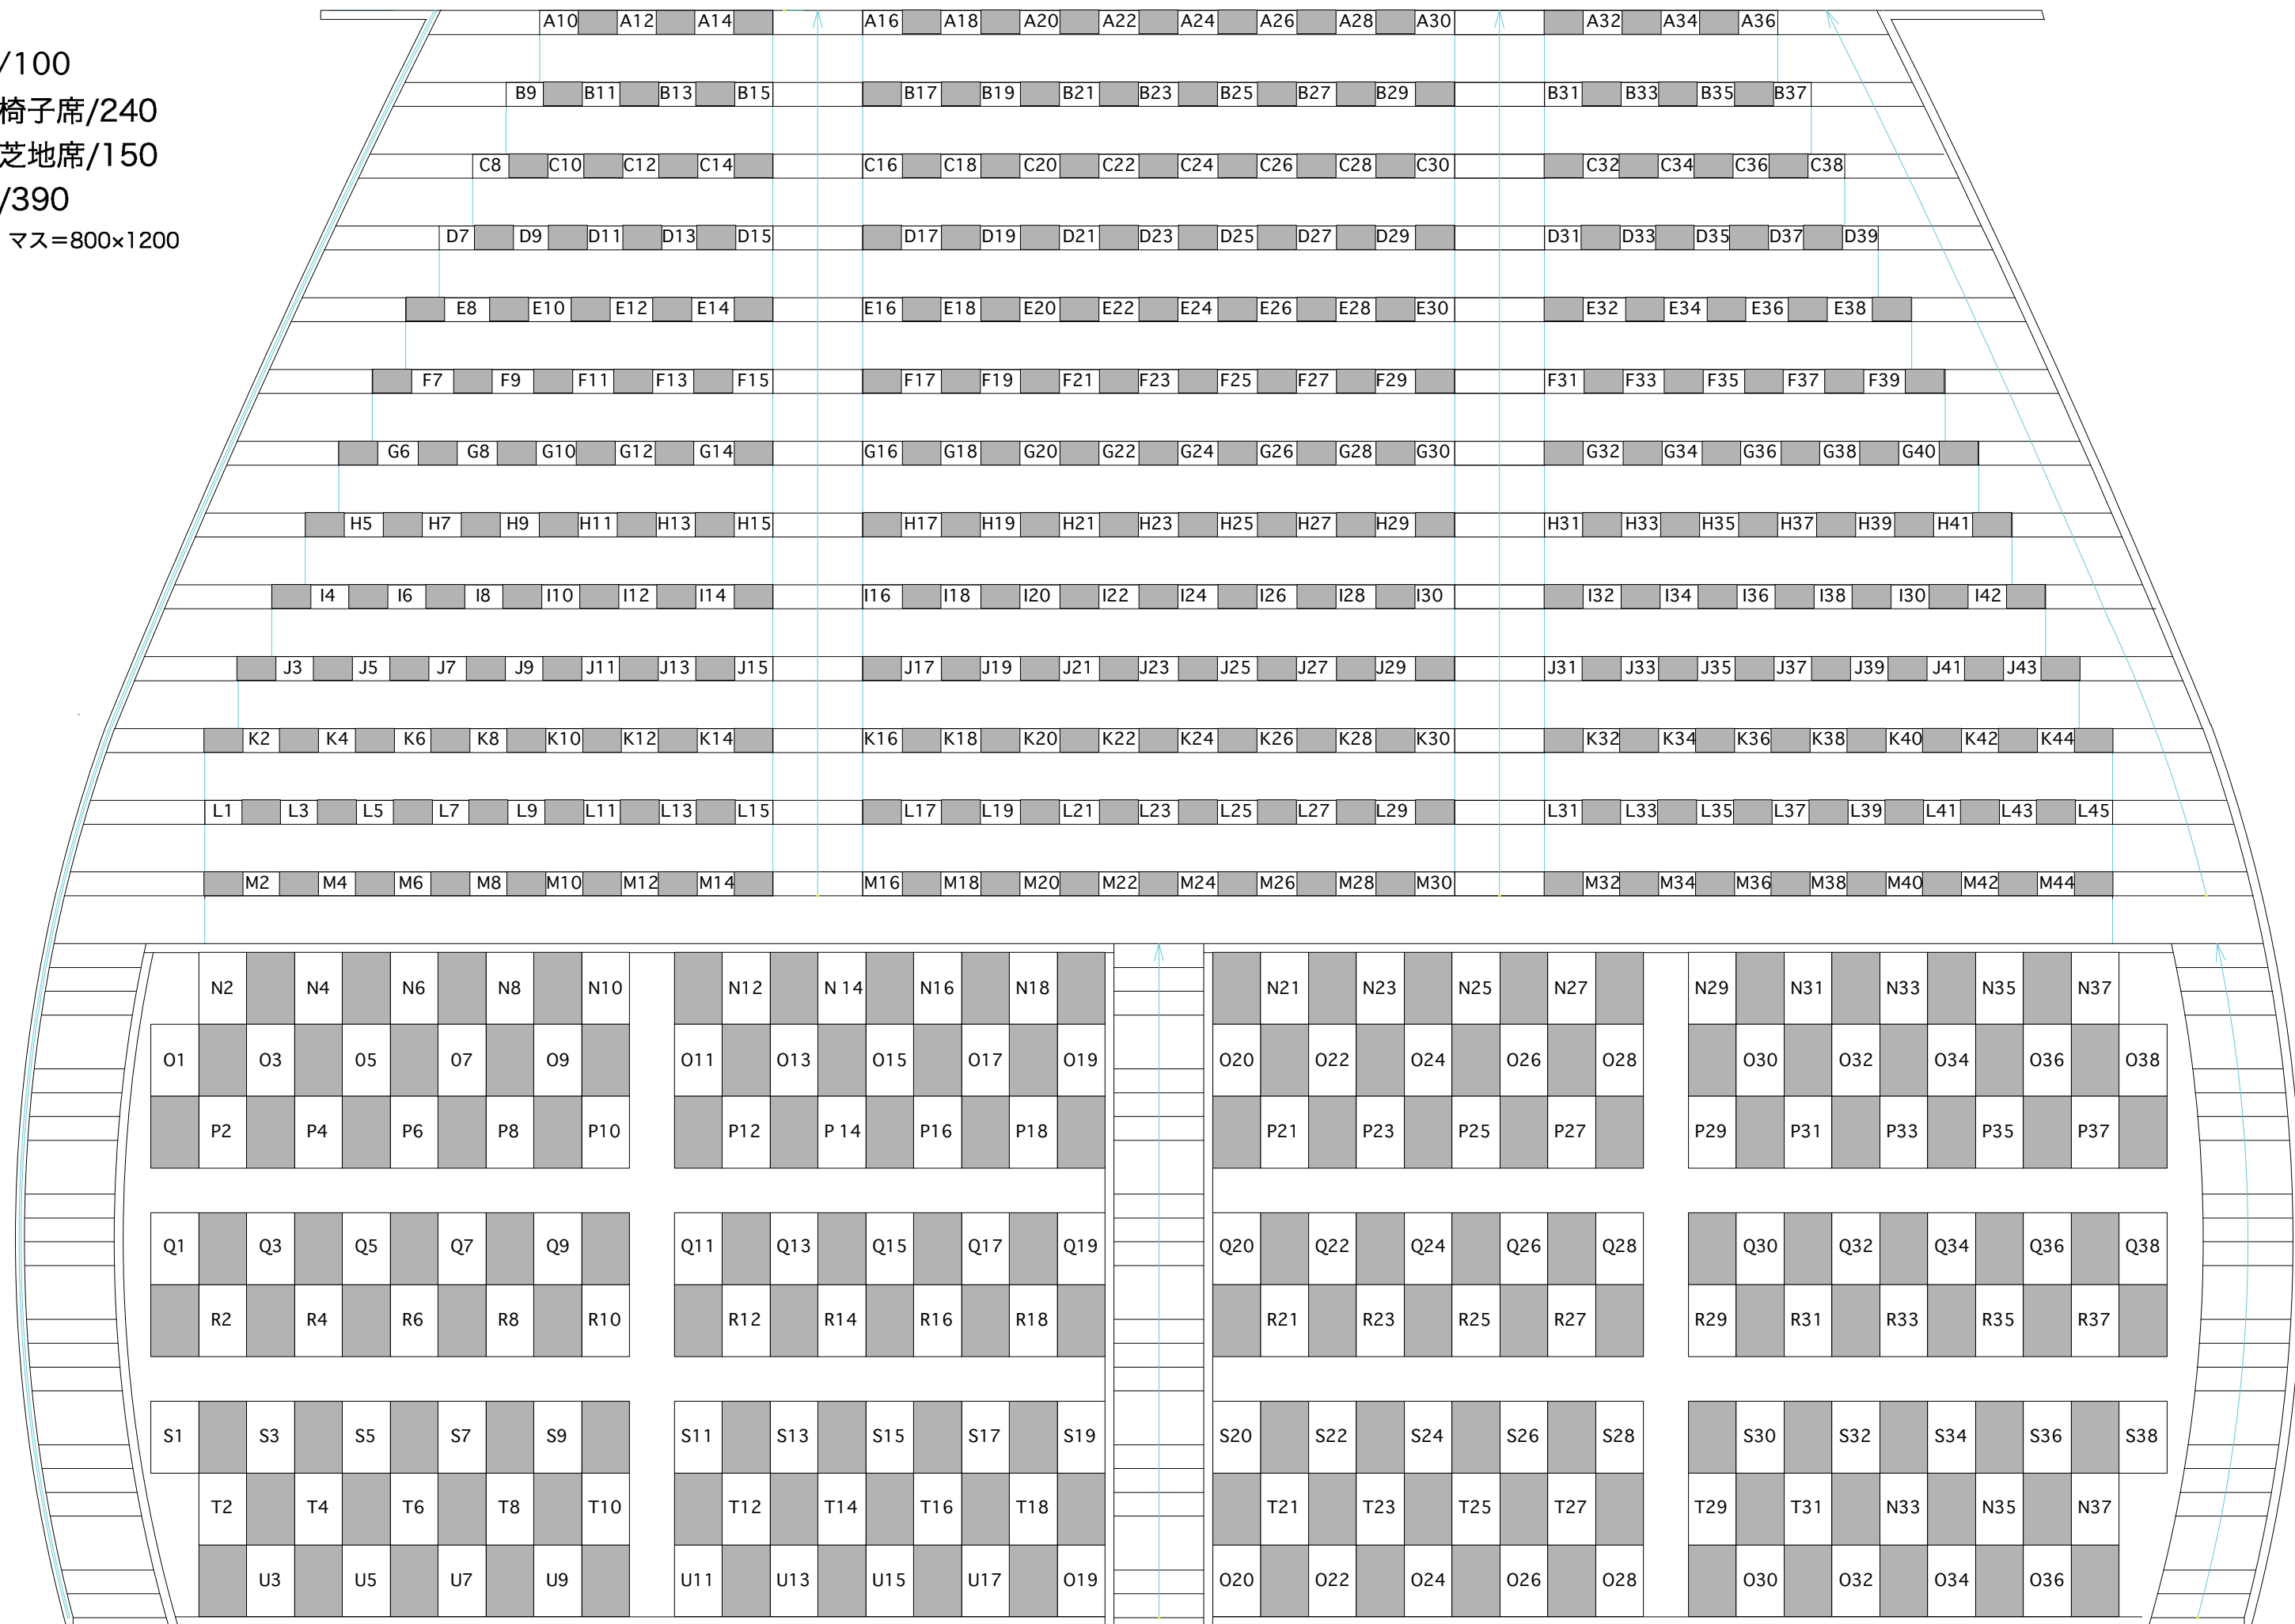 /100
椅子席/240
芝地席/150
/390
マス=800×1200
A10 A12 A14 A16 A18 A20 A22 A24 A26 A28 A30 A32 A34 A36
B9 B11 B13 B15 B17 B19 B21 B23 B25 B27 B29 B31 B33 B35 B37
C8 C10 C12 C14 C16 C18 C20 C22 C24 C26 C28 C30 C32 C34 C36 C38
D7 D9 D11 D13 D15 D17 D19 D21 D23 D25 D27 D29 D31 D33 D35 D37 D39
E8 E10 E12 E14 E16 E18 E20 E22 E24 E26 E28 E30 E32 E34 E36 E38
F7 F9 F11 F13 F15 F17 F19 F21 F23 F25 F27 F29 F31 F33 F35 F37 F39
G6 G8 G10 G12 G14 G16 G18 G20 G22 G24 G26 G28 G30 G32 G34 G36 G38 G40
H5 H7 H9 H11 H13 H15 H17 H19 H21 H23 H25 H27 H29 H31 H33 H35 H37 H39 H41
I4 I6 I8 I10 I12 I14 I16 I18 I20 I22 I24 I26 I28 I30 I32 I34 I36 I38 I30 I42
J3 J5 J7 J9 J11 J13 J15 J17 J19 J21 J23 J25 J27 J29 J31 J33 J35 J37 J39 J41 J43
K2 K4 K6 K8 K10 K12 K14 K16 K18 K20 K22 K24 K26 K28 K30 K32 K34 K36 K38 K40 K42 K44
L1 L3 L5 L7 L9 L11 L13 L15 L17 L19 L21 L23 L25 L27 L29 L31 L33 L35 L37 L39 L41 L43 L45
M2 M4 M6 M8 M10 M12 M14 M16 M18 M20 M22 M24 M26 M28 M30 M32 M34 M36 M38 M40 M42 M44
N2 N4 N6 N8 N10 N12 N 14 N16 N18 N21 N23 N25 N27 N29 N31 N33 N35 N37
O1 O3 05 07 O9 O11 O13 O15 O17 O19 O20 O22 O24 O26 O28 O30 O32 O34 O36 O38
P2 P4 P6 P8 P10 P12 P 14 P16 P18 P21 P23 P25 P27 P29 P31 P33 P35 P37
Q1 Q3 Q5 Q7 Q9 Q11 Q13 Q15 Q17 Q19 Q20 Q22 Q24 Q26 Q28 Q30 Q32 Q34 Q36 Q38
R2 R4 R6 R8 R10 R12 R14 R16 R18 R21 R23 R25 R27 R29 R31 R33 R35 R37
S1 S3 S5 S7 S9 S11 S13 S15 S17 S19 S20 S22 S24 S26 S28 S30 S32 S34 S36 S38
T2 T4 T6 T8 T10 T12 T14 T16 T18 T21 T23 T25 T27 T29 T31 N33 N35 N37
U3 U5 U7 U9 U11 U13 U15 U17 O19 O20 O22 O24 O26 O28 O30 O32 O34 O36